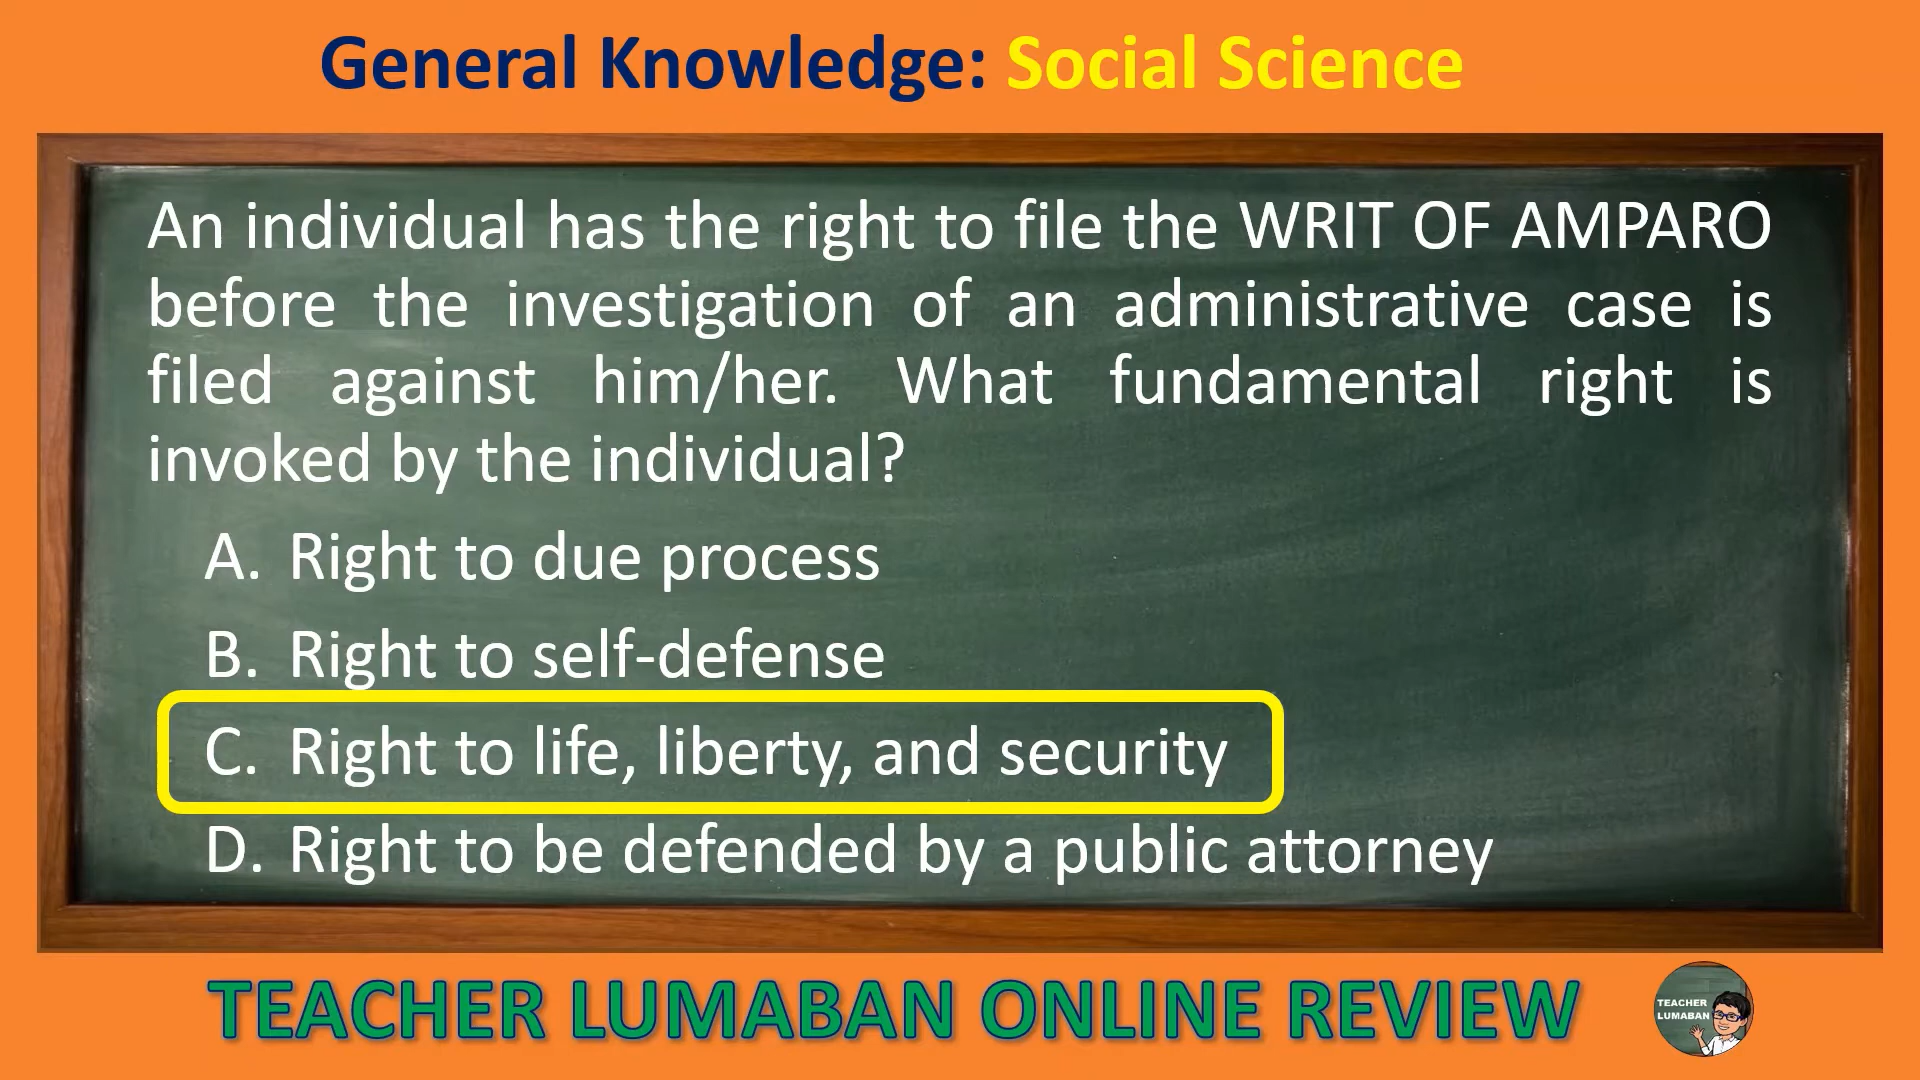 General Knowledge: Social Science
An individual has the right to file the WRIT OF AMPARO
before the investigation of an administrative case is
filed against him/her. What fundamental right is
invoked by the individual?
A. Right to due process
B. Right to self-defense
C. Right to life, liberty, and security
D. Right to be defended by a public attorney
TEACHER LUMABAN ONLINE REVIEW
TEACHER
LUMABAN